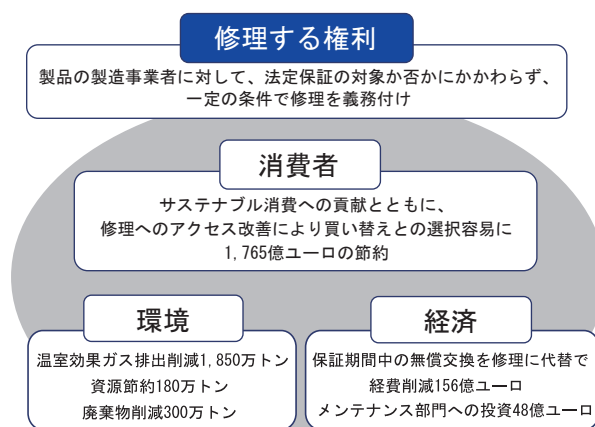 修理する権利
製品の製造事業者に対して、法定保証の対象か否かにかかわらず、
一定の条件で修理を義務付け
消費者
サステナブル消費への貢献とともに、
修理へのアクセス改善により買い替えとの選択容易に
1,765億ユーロの節約
環境
温室効果ガス排出削減1,850万トン
資源節約180万トン
廃棄物削減300万トン
経済
保証期間中の無償交換を修理に代替で
経費削減156億ユーロ
メンテナンス部門への投資48億ユーロ